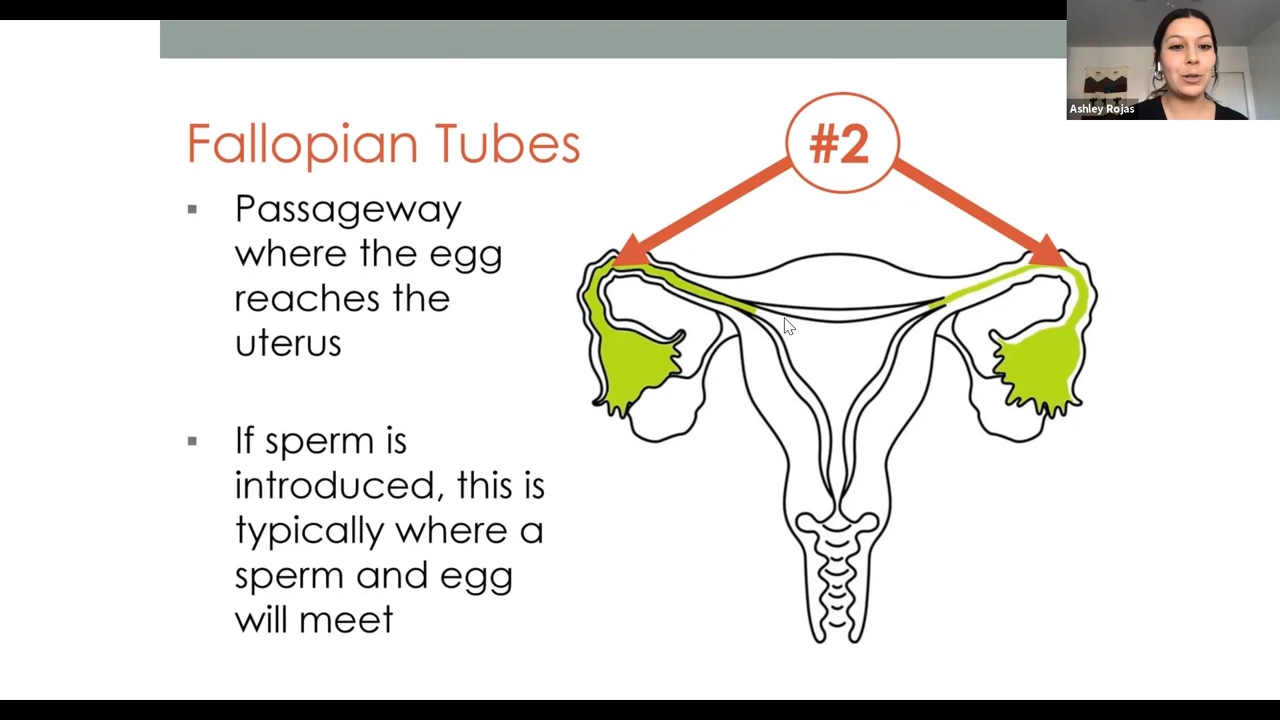 Ashley Rojas
Fallopian Tubes
#2
▪ Passageway
where the egg
reaches the
uterus
▪ If sperm is
introduced, this is
typically where a
sperm and egg
will meet